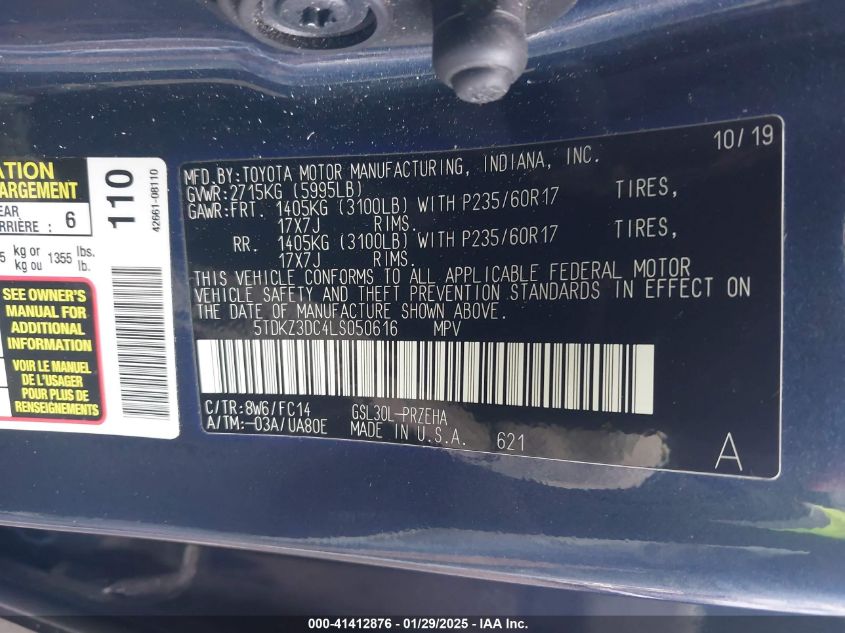 ATION
ARGEMENT
EAR
ARRIÈRE : 6
5 kg or 1355 lbs.
kg ou lb.
SEE OWNER'S
MANUAL FOR
ADDITIONAL
INFORMATION
VOIR LE MANUEL
DE L'USAGER
POUR PLUS DE
RENSEIGNEMENTS
110
42661-08110
10/19
MFD.BY:TOYOTA MOTOR MANUFACTURING, INDIANA, INC.
GVWR:2715KG (5995LB)
GAWR:FRT. 1405KG (3100LB) WITH P235/60R17 TIRES,
17X7J RIMS.
RR. 1405KG (3100LB) WITH P235/60R17 TIRES,
17X7J RIMS.
THIS VEHICLE CONFORMS TO ALL APPLICABLE FEDERAL MOTOR
VEHICLE SAFETY AND THEFT PREVENTION STANDARDS IN EFFECT ON
THE DATE OF MANUFACTURE SHOWN ABOVE.
5TDKZ3DC4LS050616 MPV
C/TR:8W6/FC14 GSL30L-PRZEHA
A/TM:-03A/UA80E MADE IN U.S.A. 621
A
000-41412876 - 01/29/2025 - IAA Inc.